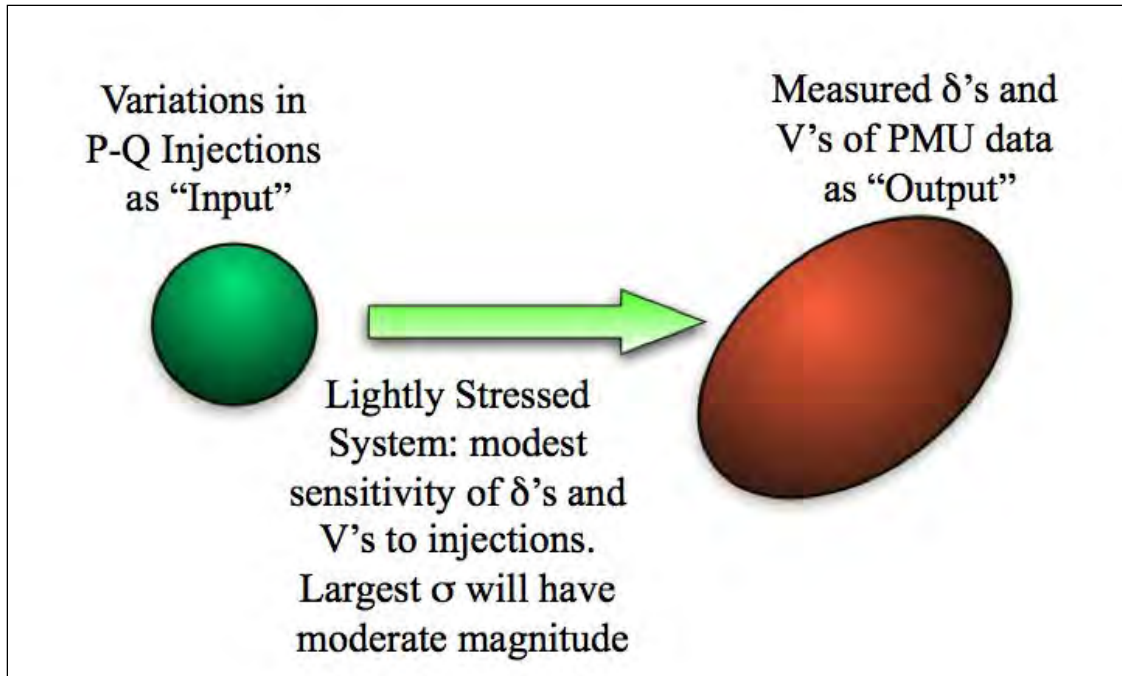 Variations in
P-Q Injections
as “Input”
Measured δ’s and
V’s of PMU data
as “Output”
Lightly Stressed
System: modest
sensitivity of δ’s and
V’s to injections.
Largest σ will have
moderate magnitude